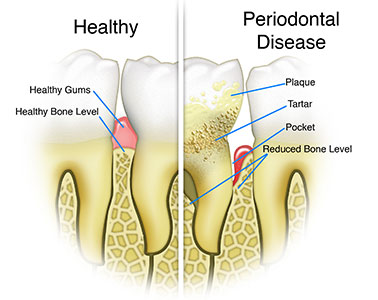 Healthy
Periodontal
Disease
Healthy Gums
Healthy Bone Level
Plaque
Tartar
Pocket
Reduced Bone Level